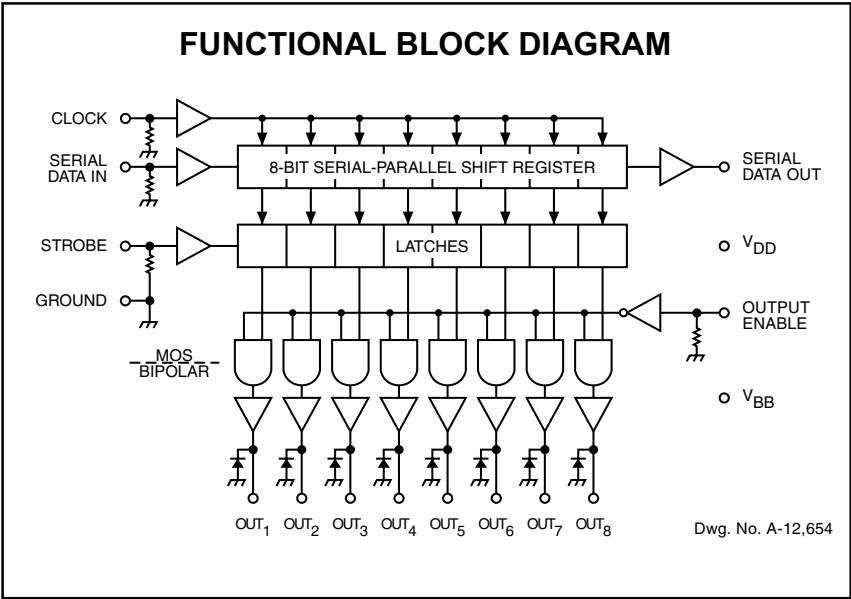 FUNCTIONAL BLOCK DIAGRAM
CLOCK
SERIAL
DATA IN
8-BIT SERIAL-PARALLEL SHIFT REGISTER
SERIAL
DATA OUT
STROBE
LATCHES
VDD
GROUND
OUTPUT
ENABLE
MOS
BIPOLAR
VBB
OUT1 OUT2 OUT3 OUT4 OUT5 OUT6 OUT7 OUT8
Dwg. No. A-12,654